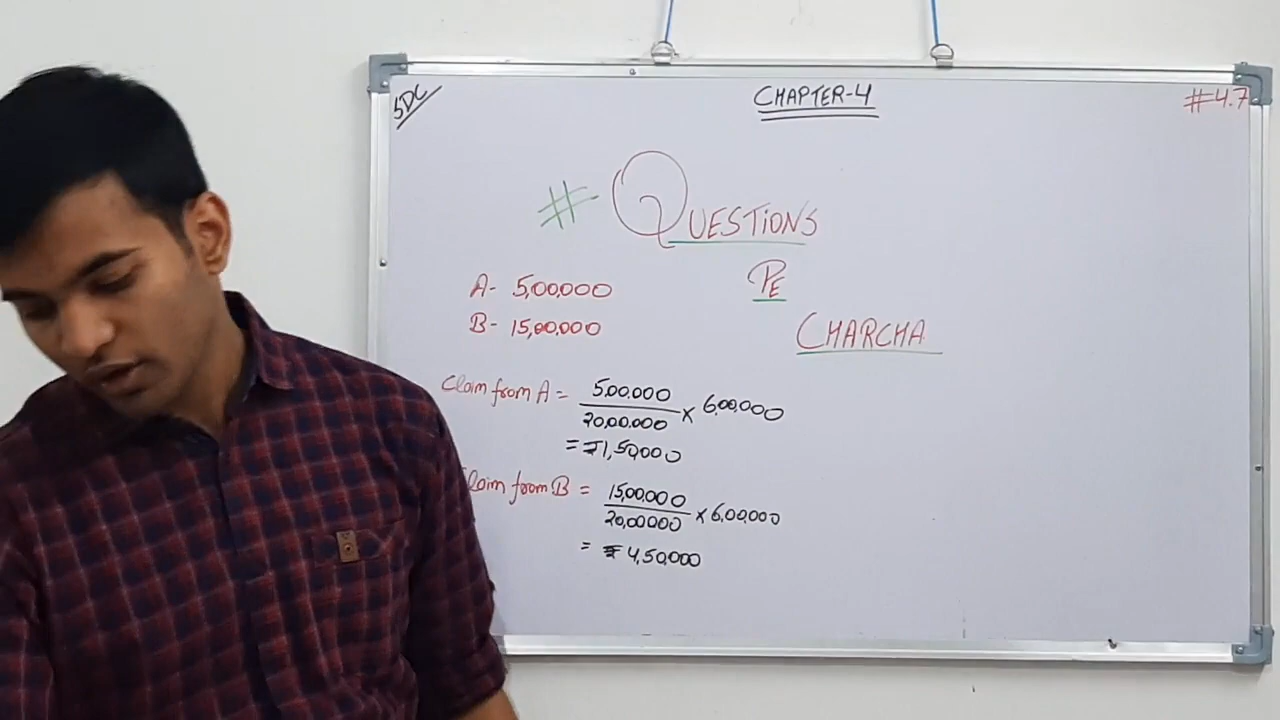 SDC
CHAPTER-4
#4.7
# QUESTIONS
PE
CHARCHA
A- 5,00,000
B- 15,00,000
Claim from A = 5,00,000 / 20,00,000 × 6,00,000
= ₹1,50,000
Claim from B = 15,00,000 / 20,00,000 × 6,00,000
= ₹4,50,000